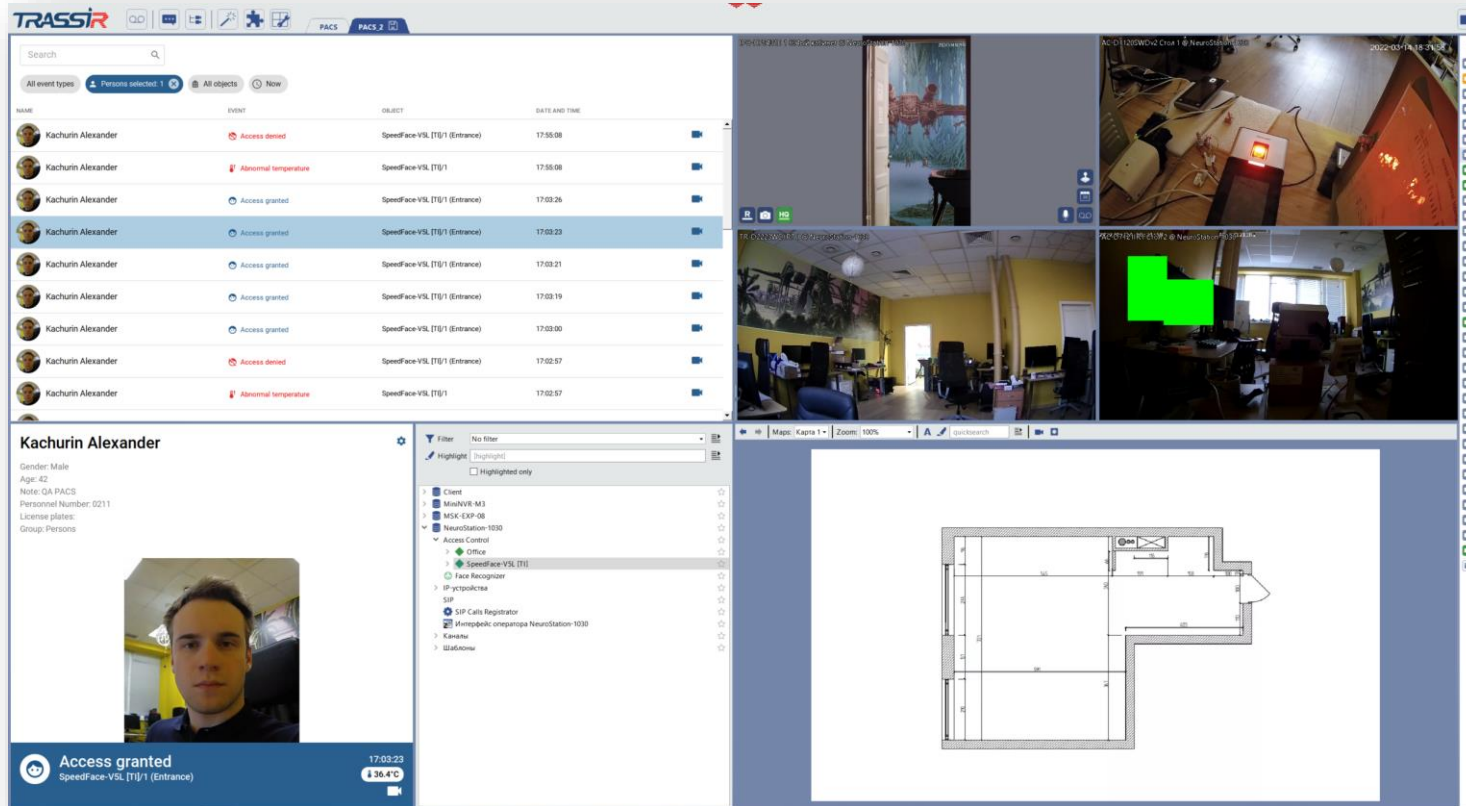 TRASSIR
PACS
PACS_2
Search
All event types
Persons selected: 1
All objects
Now
NAME EVENT OBJECT DATE AND TIME
Kachurin Alexander Access denied SpeedFace-V5L [TI]/1 (Entrance) 17:55:08
Kachurin Alexander Abnormal temperature SpeedFace-V5L [TI]/1 17:55:08
Kachurin Alexander Access granted SpeedFace-V5L [TI]/1 (Entrance) 17:03:26
Kachurin Alexander Access granted SpeedFace-V5L [TI]/1 (Entrance) 17:03:23
Kachurin Alexander Access granted SpeedFace-V5L [TI]/1 (Entrance) 17:03:21
Kachurin Alexander Access granted SpeedFace-V5L [TI]/1 (Entrance) 17:03:19
Kachurin Alexander Access granted SpeedFace-V5L [TI]/1 (Entrance) 17:03:00
Kachurin Alexander Access denied SpeedFace-V5L [TI]/1 (Entrance) 17:02:57
Kachurin Alexander Abnormal temperature SpeedFace-V5L [TI]/1 (Entrance) 17:02:57
R HQ
2022-03-14 18:31:56
Kachurin Alexander
Gender: Male
Age: 42
Note: QA PACS
Personnel Number: 0211
License plates:
Group: Persons
Access granted 17:03:23
SpeedFace-V5L [TI]/1 (Entrance) 36.4°C
Filter No filter
Highlight [highlight]
Highlighted only
Client
MiniNVR-M3
MSK-EXP-08
NeuroStation-1030
Access Control
Office
SpeedFace-V5L [TI]
Face Recognizer
IP-устройства
SIP
SIP Calls Registrator
Интерфейс оператора NeuroStation-1030
Каналы
Шаблоны
Maps: Карта 1 Zoom: 100% A quicksearch